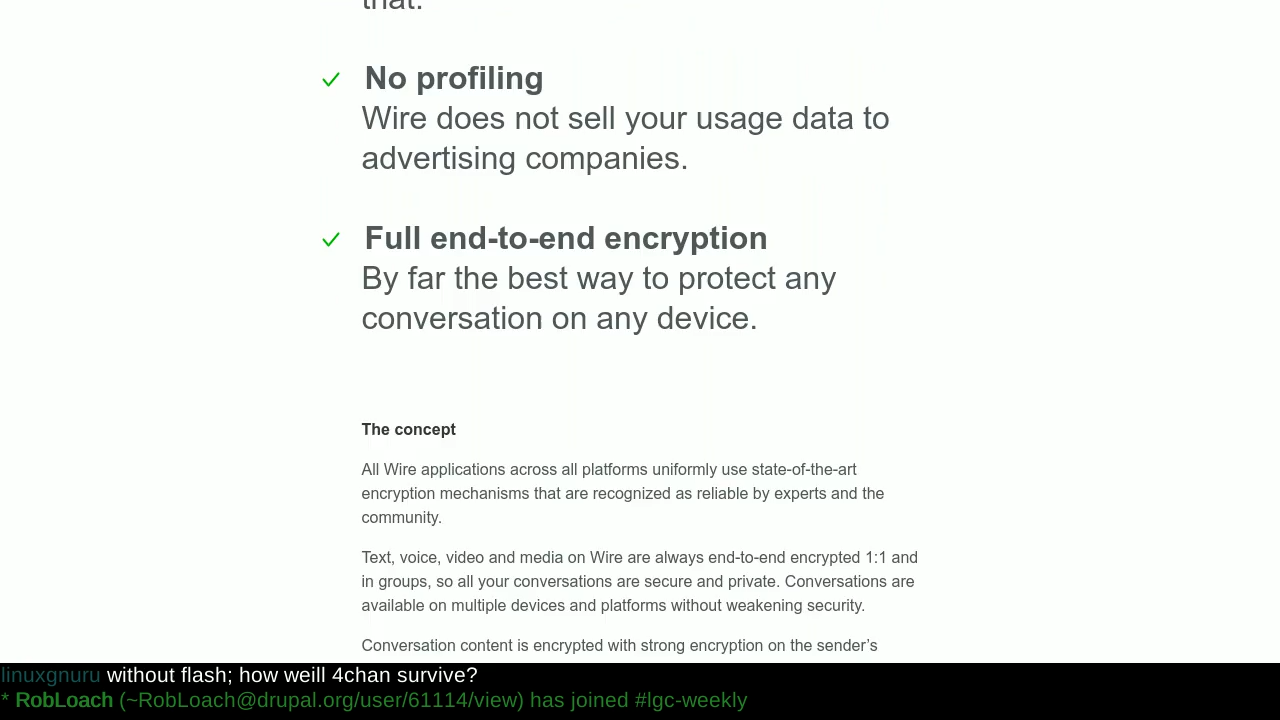 that.
No profiling
Wire does not sell your usage data to
advertising companies.
Full end-to-end encryption
By far the best way to protect any
conversation on any device.
The concept
All Wire applications across all platforms uniformly use state-of-the-art
encryption mechanisms that are recognized as reliable by experts and the
community.
Text, voice, video and media on Wire are always end-to-end encrypted 1:1 and
in groups, so all your conversations are secure and private. Conversations are
available on multiple devices and platforms without weakening security.
Conversation content is encrypted with strong encryption on the sender’s
linuxgnuru without flash; how weill 4chan survive?
* RobLoach (~RobLoach@drupal.org/user/61114/view) has joined #lgc-weekly